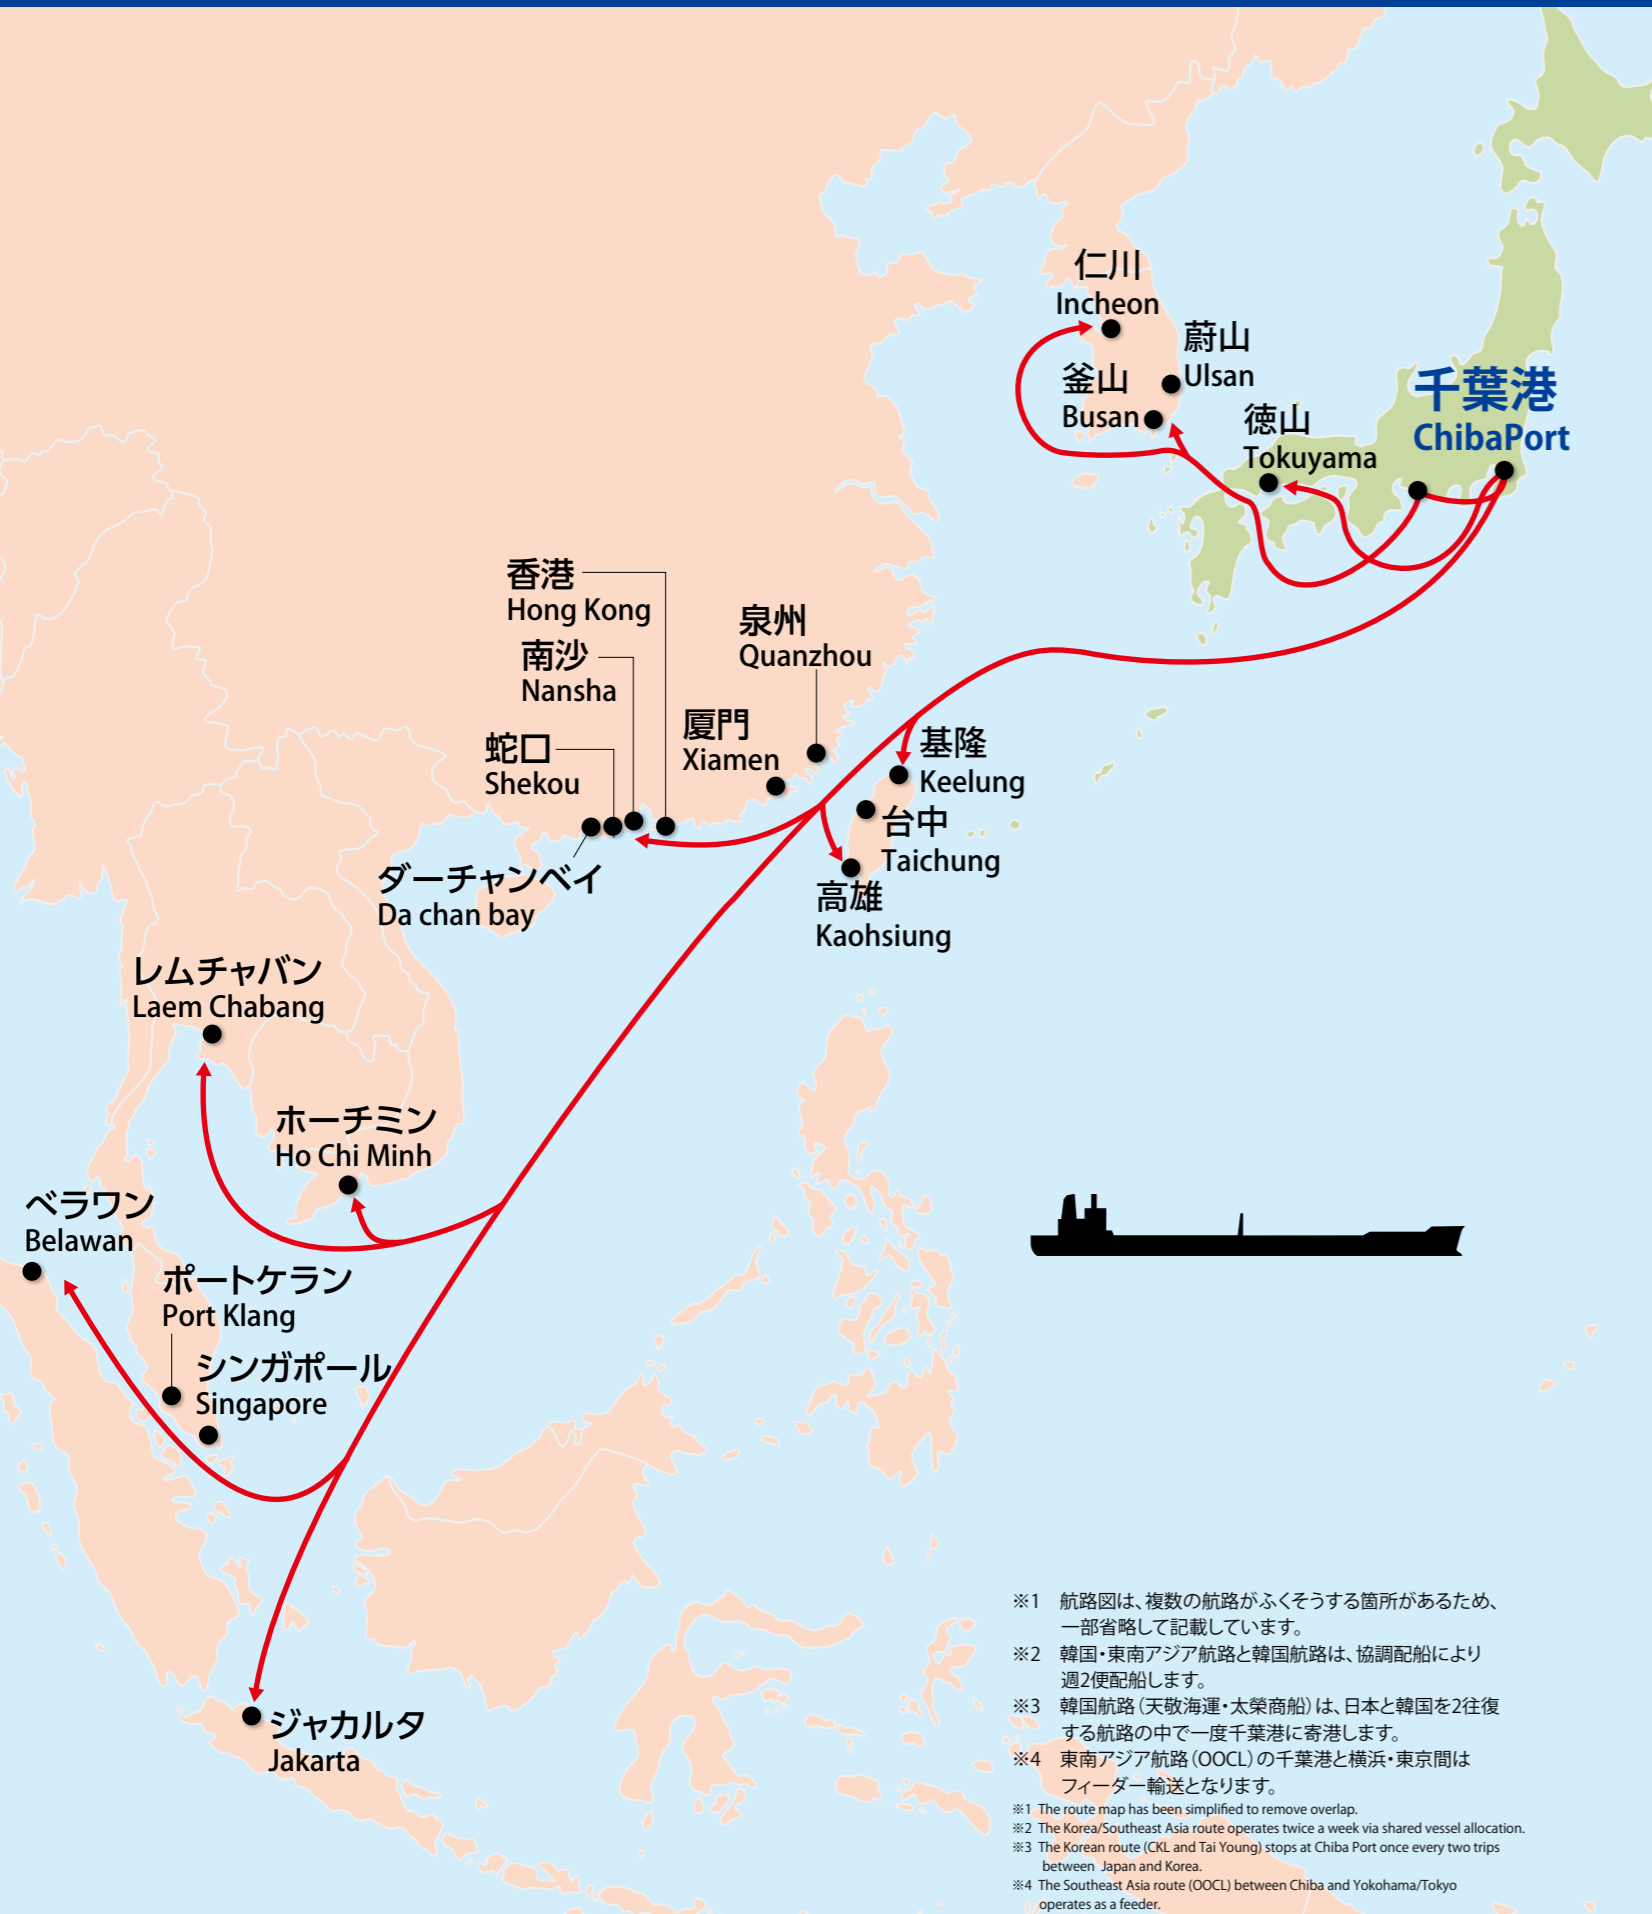 仁川
Incheon
蔚山
Ulsan
釜山
Busan
徳山
Tokuyama
千葉港
ChibaPort
香港
Hong Kong
南沙
Nansha
蛇口
Shekou
泉州
Quanzhou
厦門
Xiamen
基隆
Keelung
台中
Taichung
高雄
Kaohsiung
ダーチャンベイ
Da chan bay
レムチャバン
Laem Chabang
ホーチミン
Ho Chi Minh
ベラワン
Belawan
ポートケラン
Port Klang
シンガポール
Singapore
ジャカルタ
Jakarta
※1 航路図は、複数の航路がふくそうする箇所があるため、
一部省略して記載しています。
※2 韓国・東南アジア航路と韓国航路は、協調配船により
週2便配船します。
※3 韓国航路（天敬海運・太榮商船）は、日本と韓国を2往復
する航路の中で一度千葉港に寄港します。
※4 東南アジア航路（OOCL）の千葉港と横浜・東京間は
フィーダー輸送となります。
※1 The route map has been simplified to remove overlap.
※2 The Korea/Southeast Asia route operates twice a week via shared vessel allocation.
※3 The Korean route (CKL and Tai Young) stops at Chiba Port once every two trips
between Japan and Korea.
※4 The Southeast Asia route (OOCL) between Chiba and Yokohama/Tokyo
operates as a feeder.